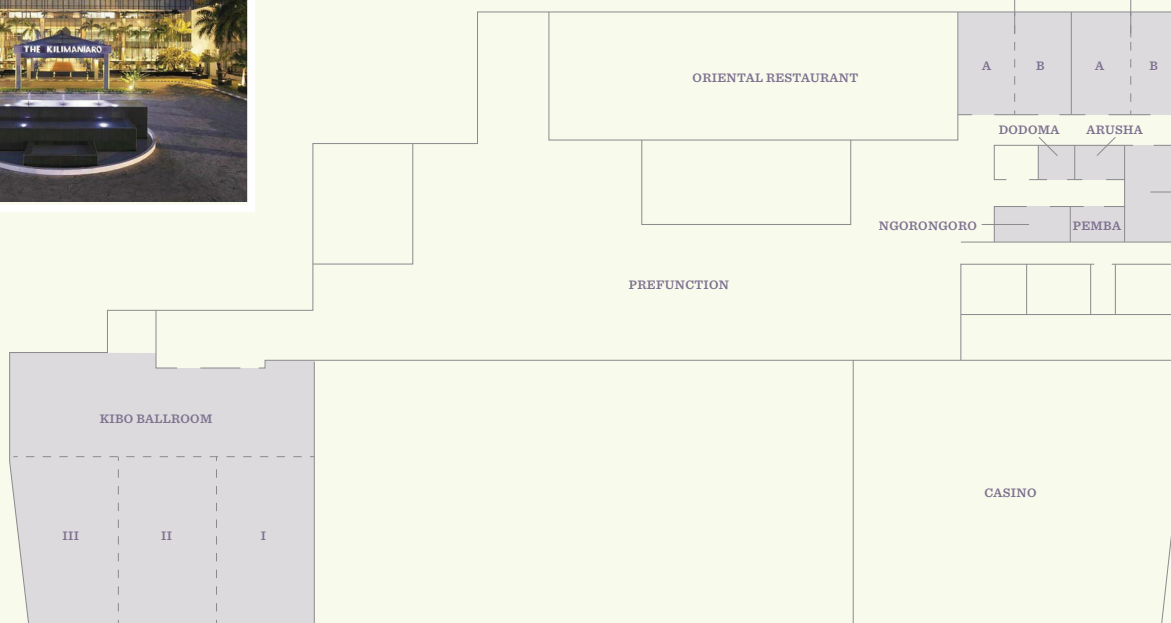 THE KILIMANJARO
ORIENTAL RESTAURANT
A
B
A
B
DODOMA
ARUSHA
NGORONGORO
PEMBA
PREFUNCTION
KIBO BALLROOM
CASINO
III
II
I